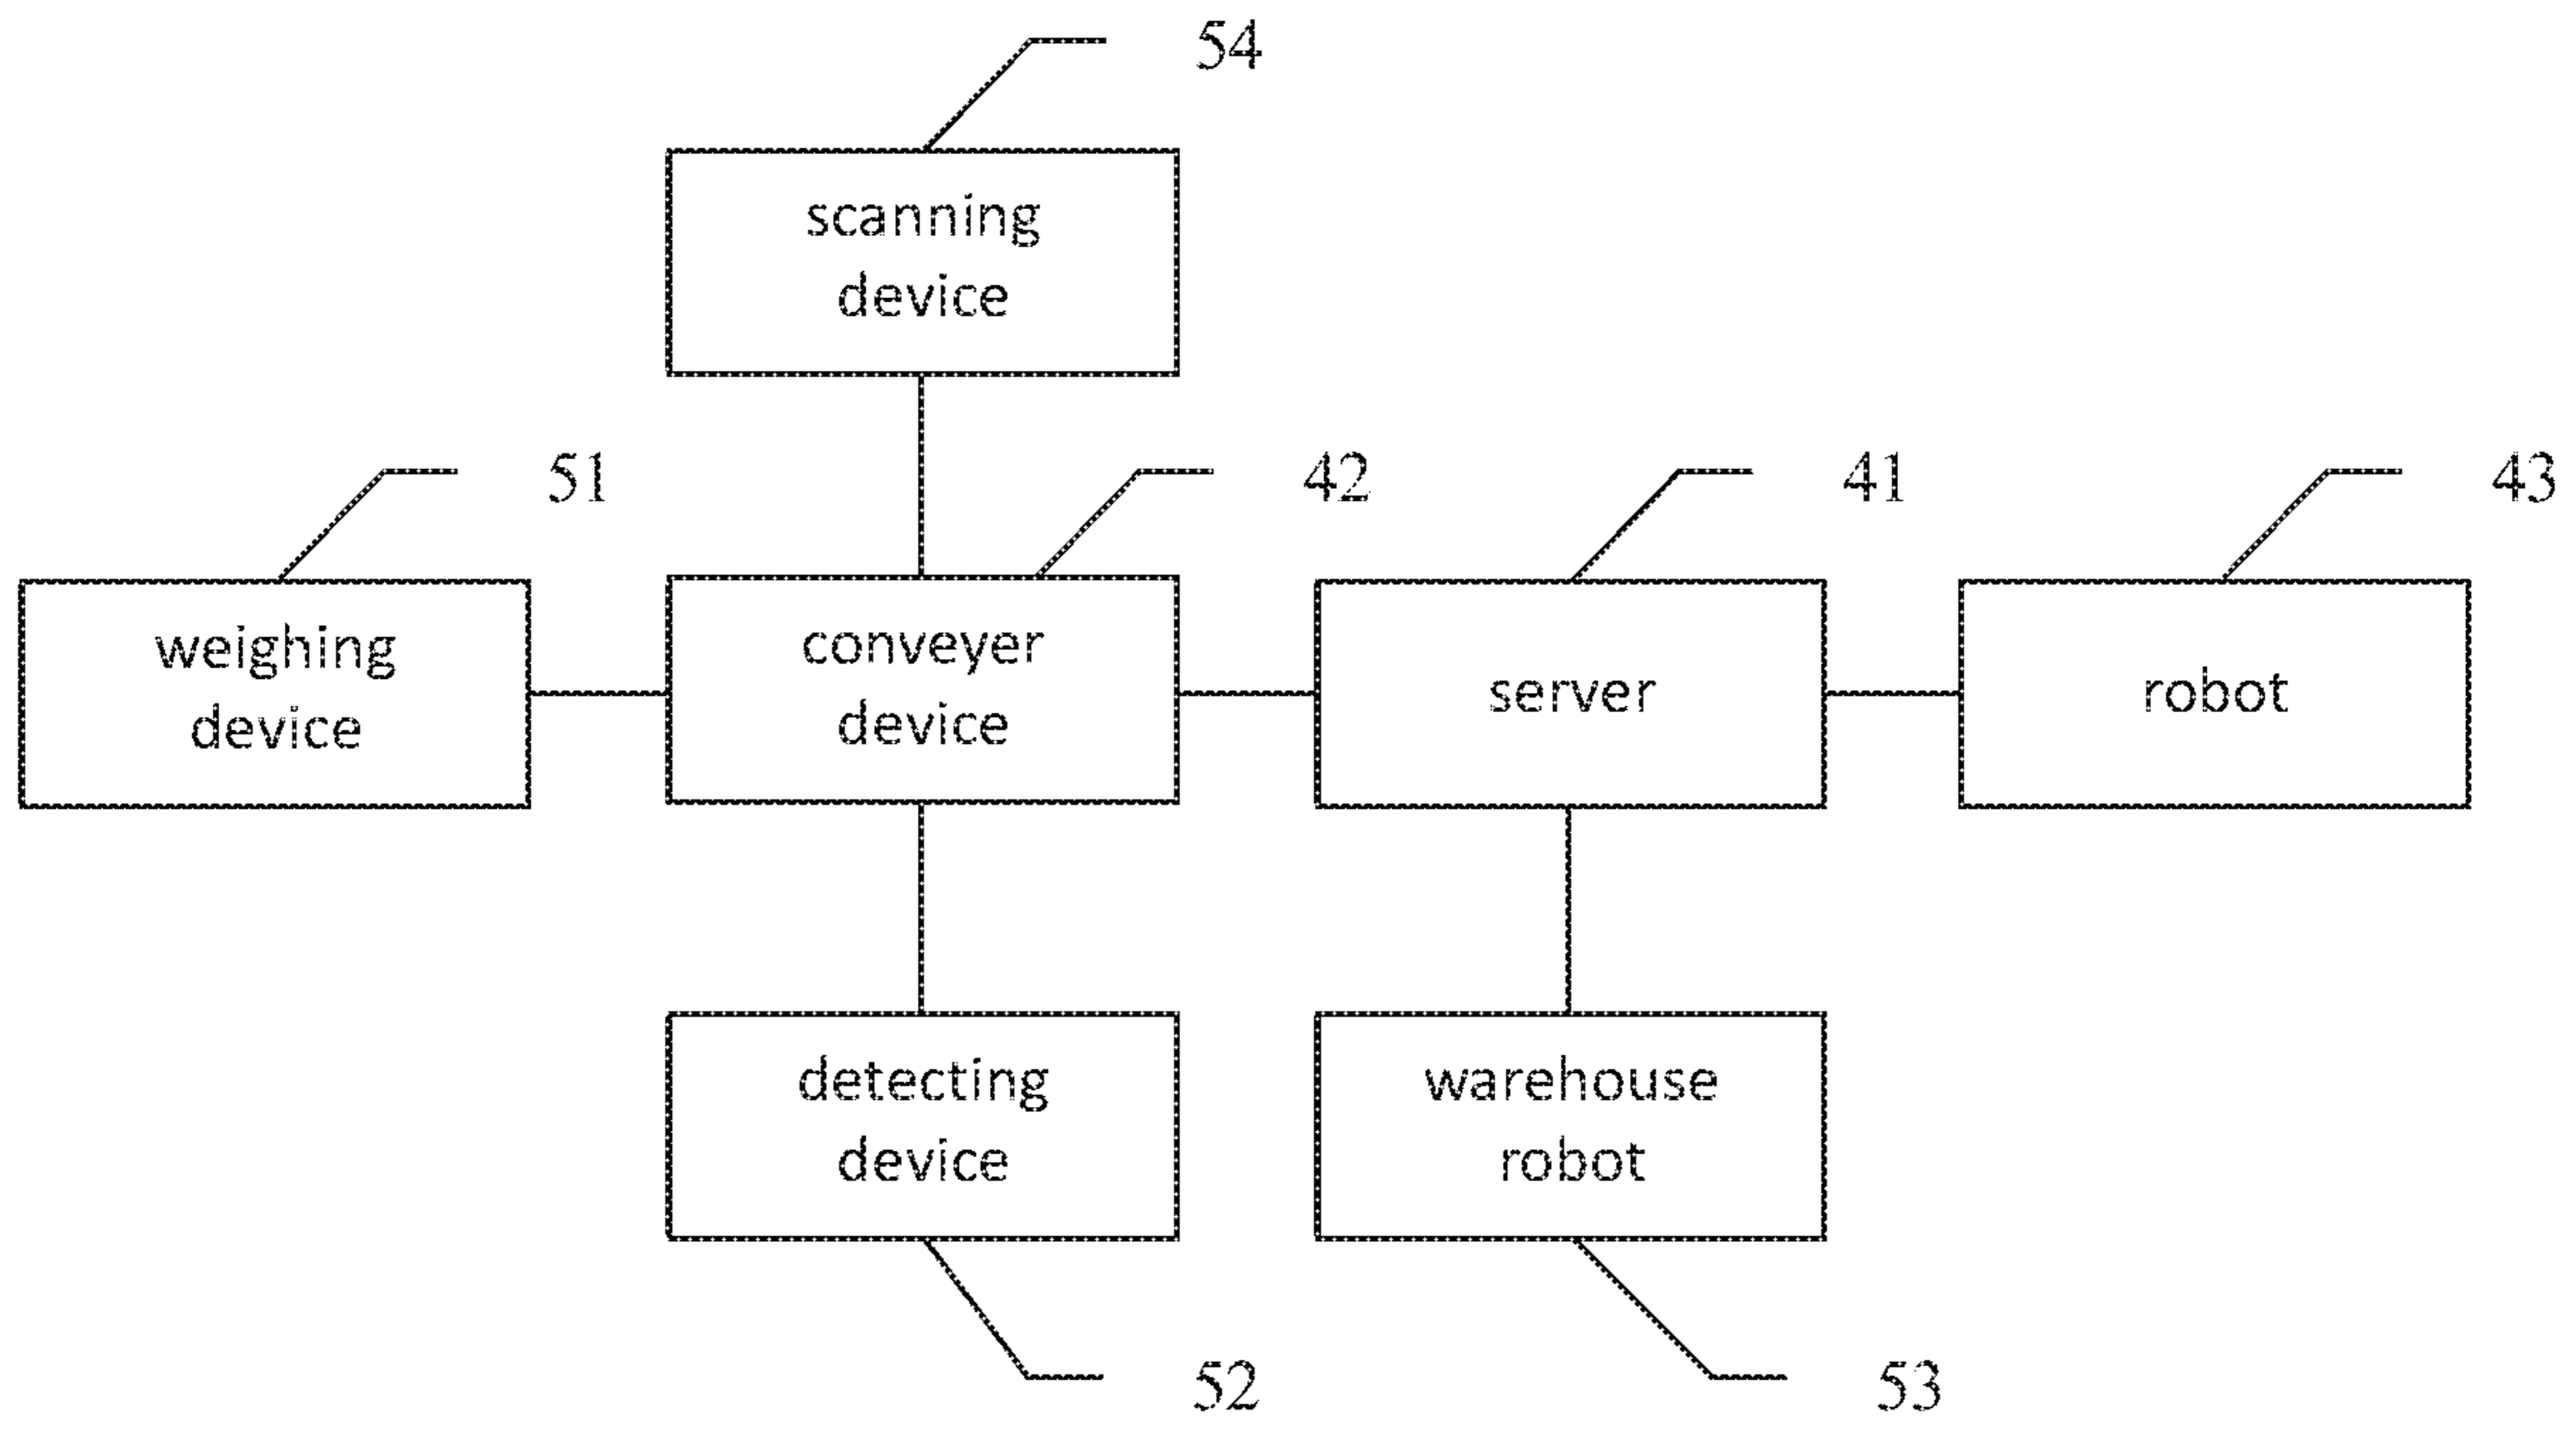 54
scanning
device
51
42
41
43
weighing
device
conveyer
device
server
robot
detecting
device
warehouse
robot
52
53